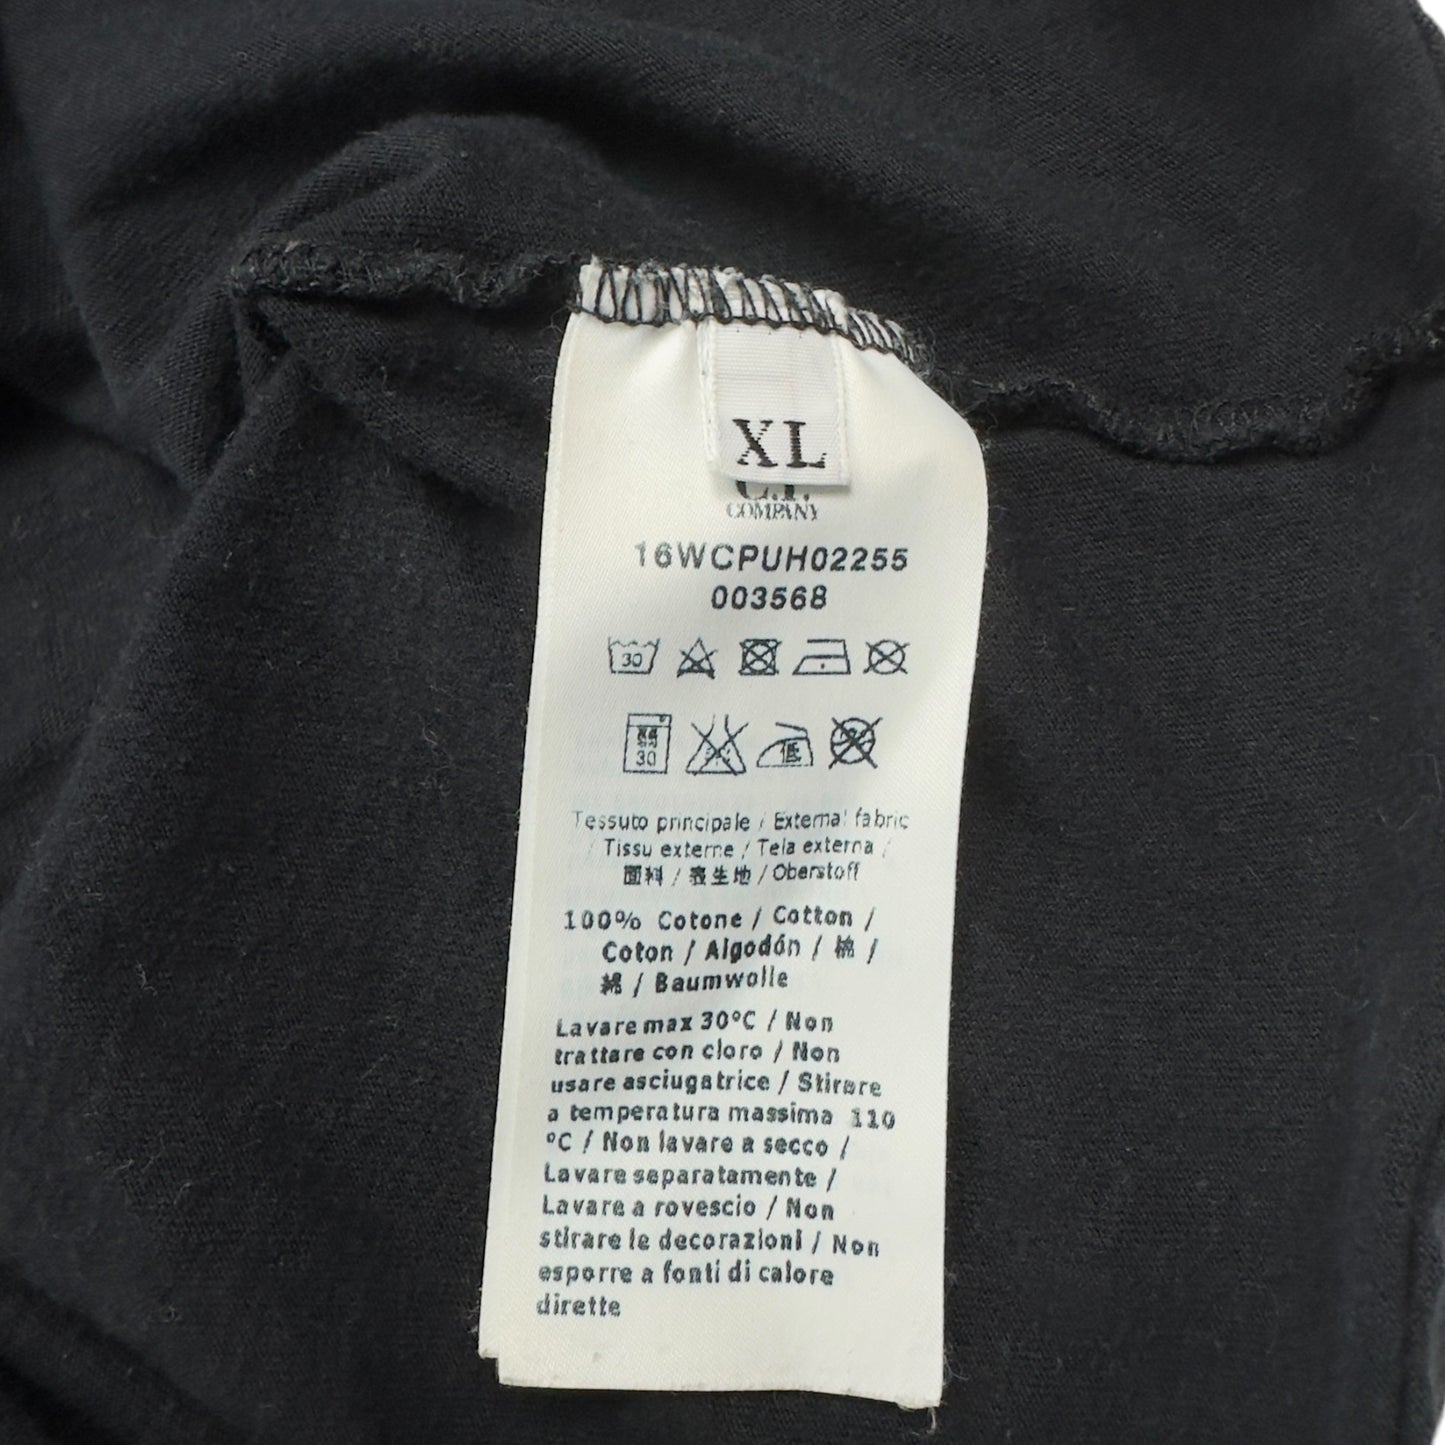 XL
C.P.
COMPANY
16WCPUH02255
003568
30
30 低
Tessuto principale / External fabric
/ Tissu externe / Tela externa /
面料 / 表生地 / Oberstoff
100% Cotone / Cotton /
Coton / Algodón / 棉 /
綿 / Baumwolle
Lavare max 30°C / Non
trattare con cloro / Non
usare asciugatrice / Stirare
a temperatura massima 110
°C / Non lavare a secco /
Lavare separatamente /
Lavare a rovescio / Non
stirare le decorazioni / Non
esporre a fonti di calore
dirette